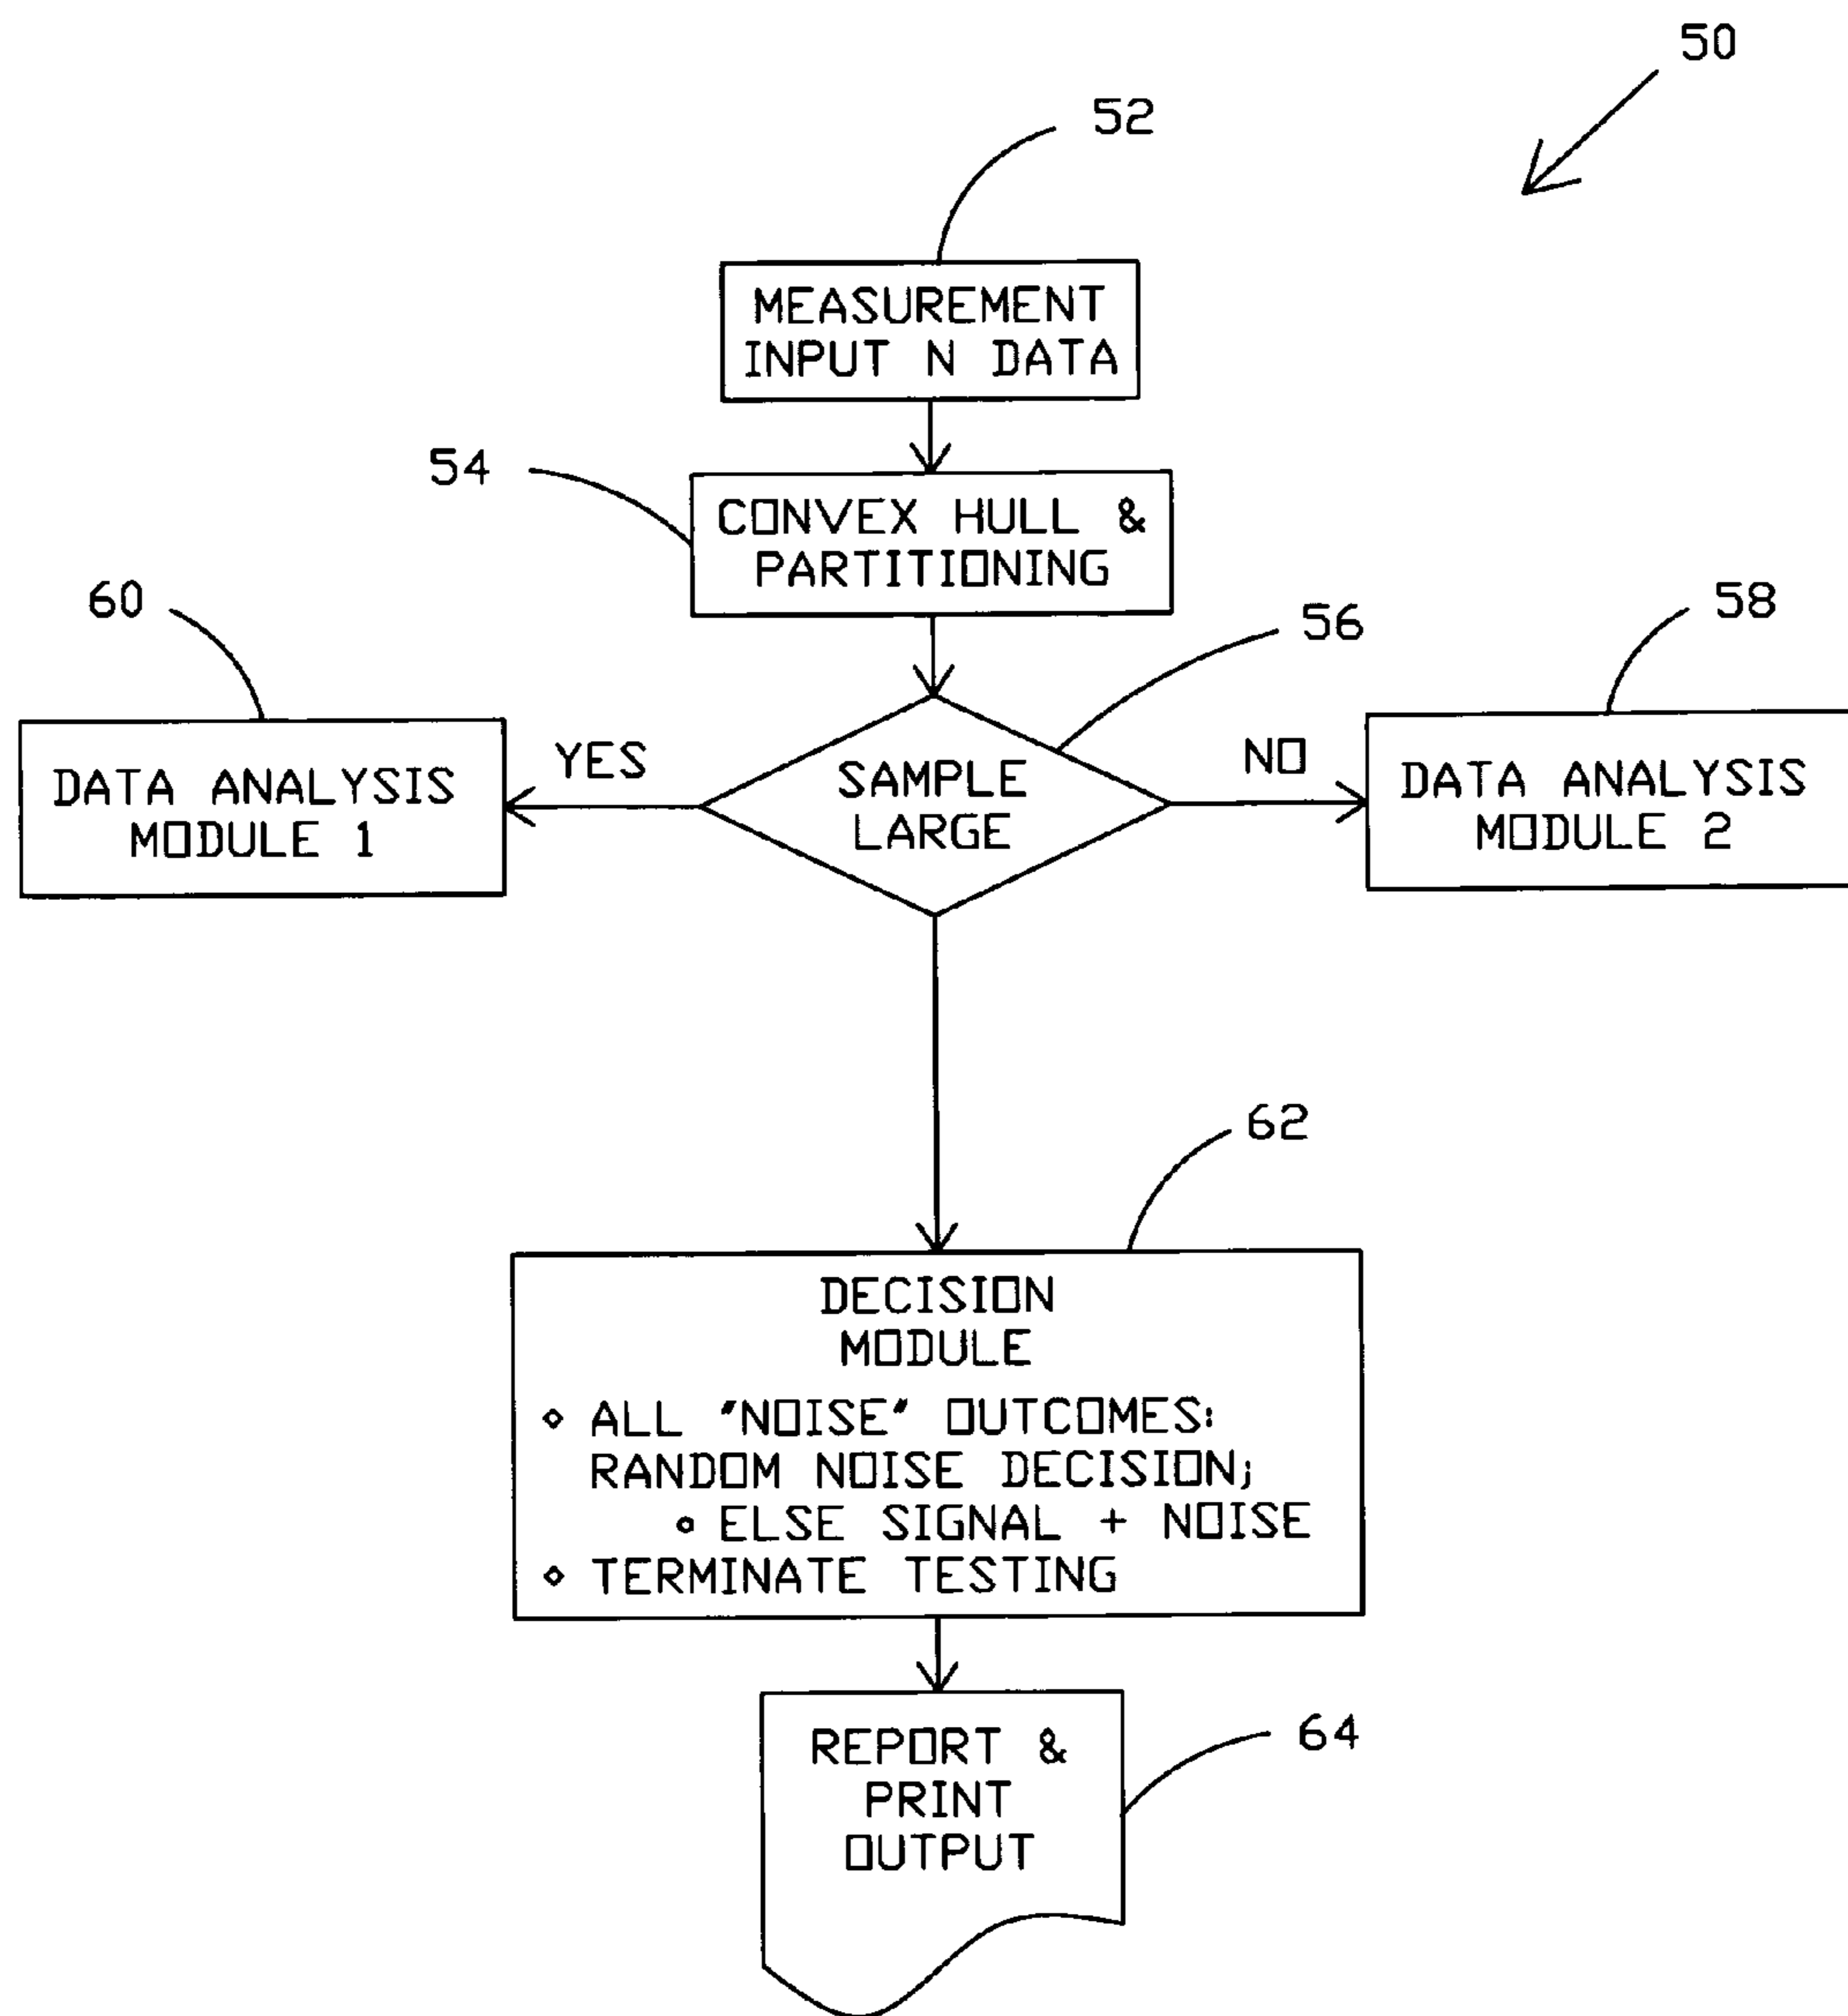 50
52
MEASUREMENT
INPUT N DATA
54
CONVEX HULL &
PARTITIONING
60
56
58
YES
NO
DATA ANALYSIS
MODULE 1
SAMPLE
LARGE
DATA ANALYSIS
MODULE 2
62
DECISION
MODULE
⋄ ALL "NOISE" OUTCOMES:
RANDOM NOISE DECISION;
∘ ELSE SIGNAL + NOISE
⋄ TERMINATE TESTING
REPORT &
PRINT
OUTPUT
64